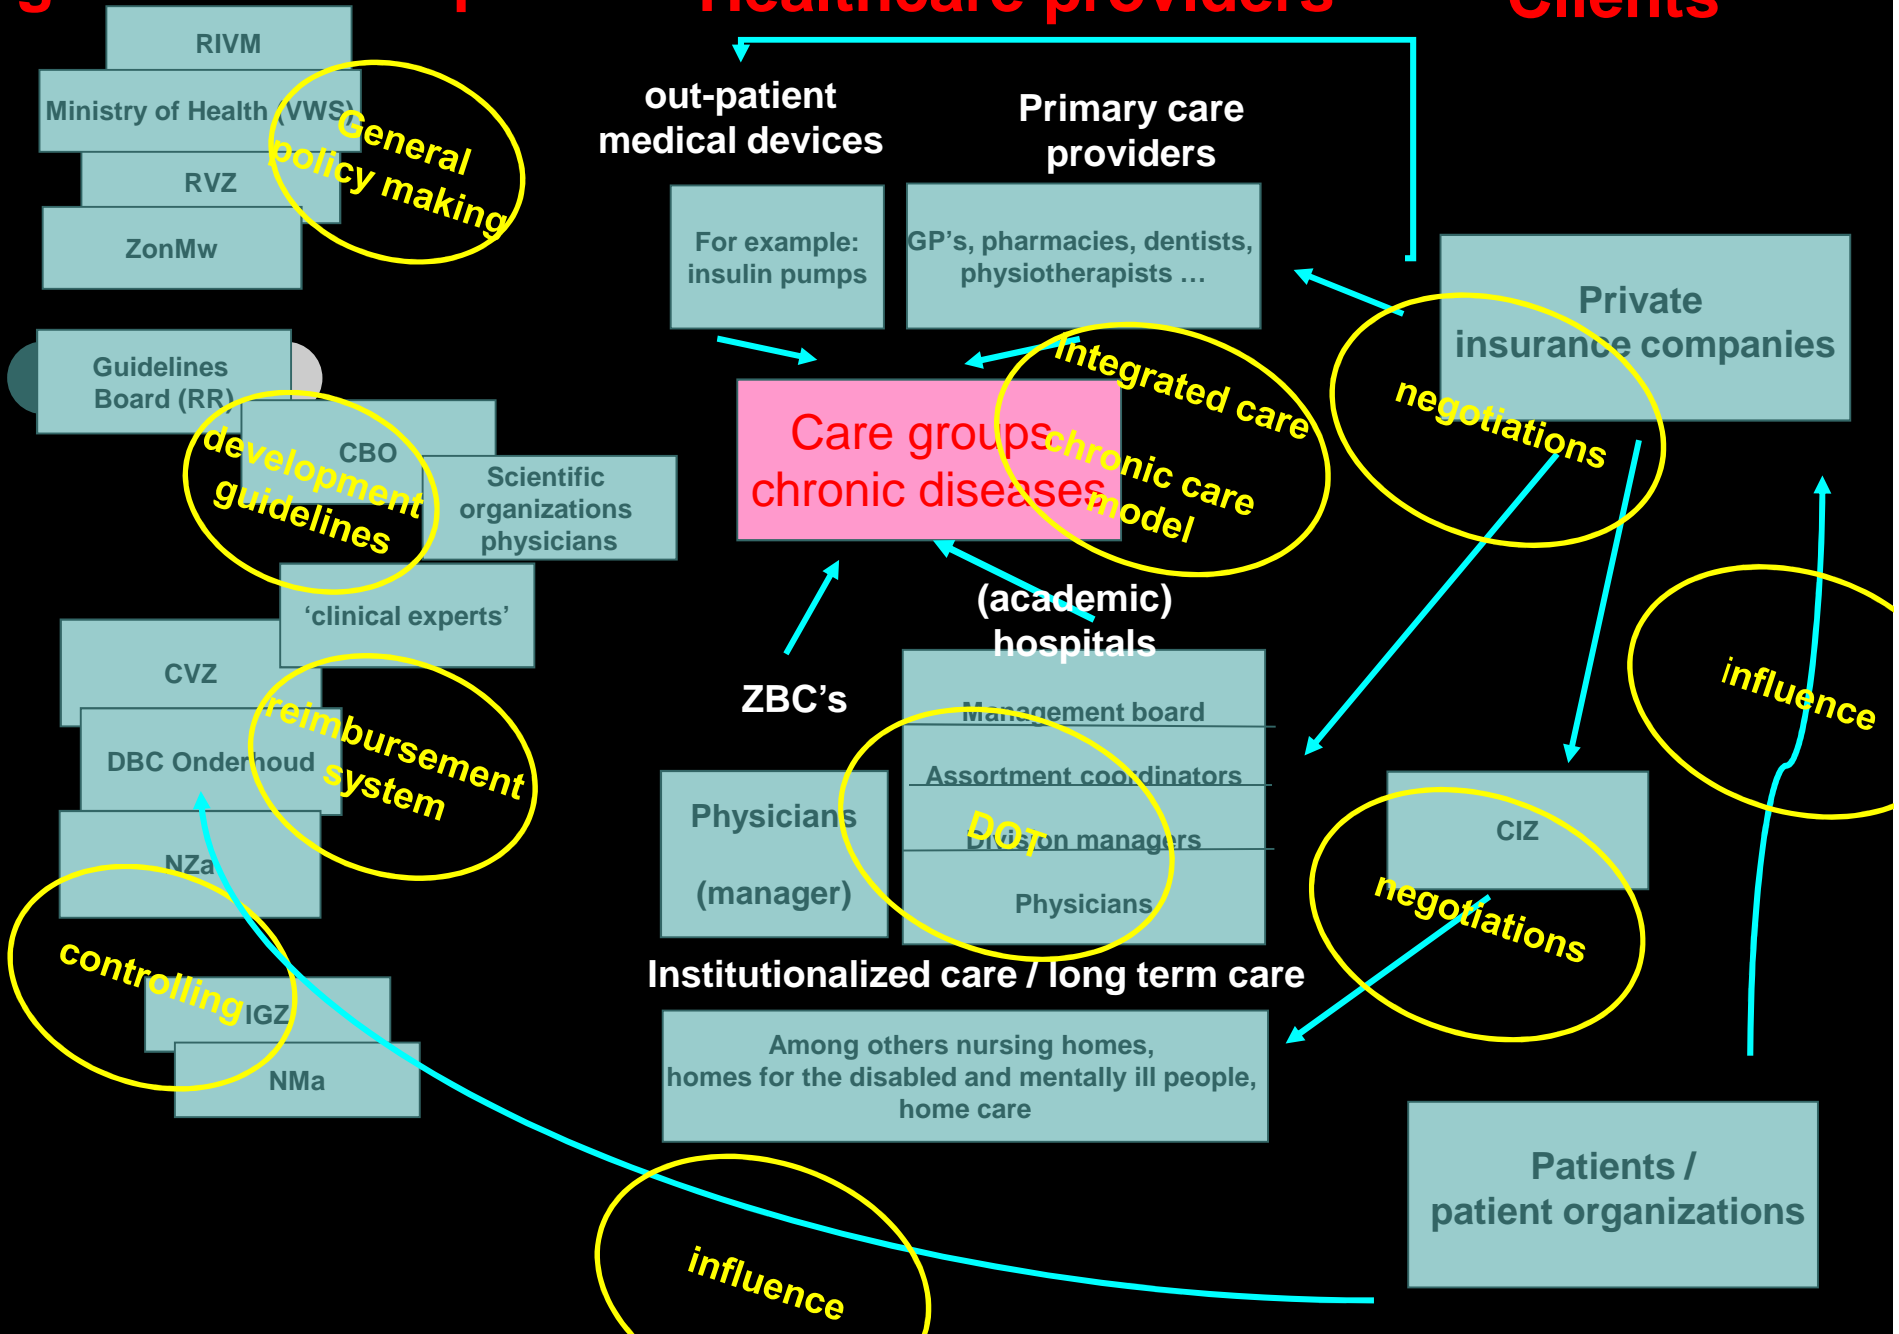 Healthcare providers
Clients
RIVM
Ministry of Health (VWS)
RVZ
ZonMw
General
policy making
Guidelines
Board (RR)
CBO
Scientific
organizations
physicians
development
guidelines
‘clinical experts’
CVZ
DBC Onderhoud
NZa
reimbursement
system
controlling
IGZ
NMa
out-patient
medical devices
For example:
insulin pumps
Primary care
providers
GP’s, pharmacies, dentists,
physiotherapists …
Care groups
chronic diseases
Integrated care
chronic care
model
(academic)
hospitals
ZBC’s
Physicians
(manager)
Management board
Assortment coordinators
Division managers
Physicians
DOT
Institutionalized care / long term care
Among others nursing homes,
homes for the disabled and mentally ill people,
home care
influence
Private
insurance companies
negotiations
influence
CIZ
negotiations
Patients /
patient organizations